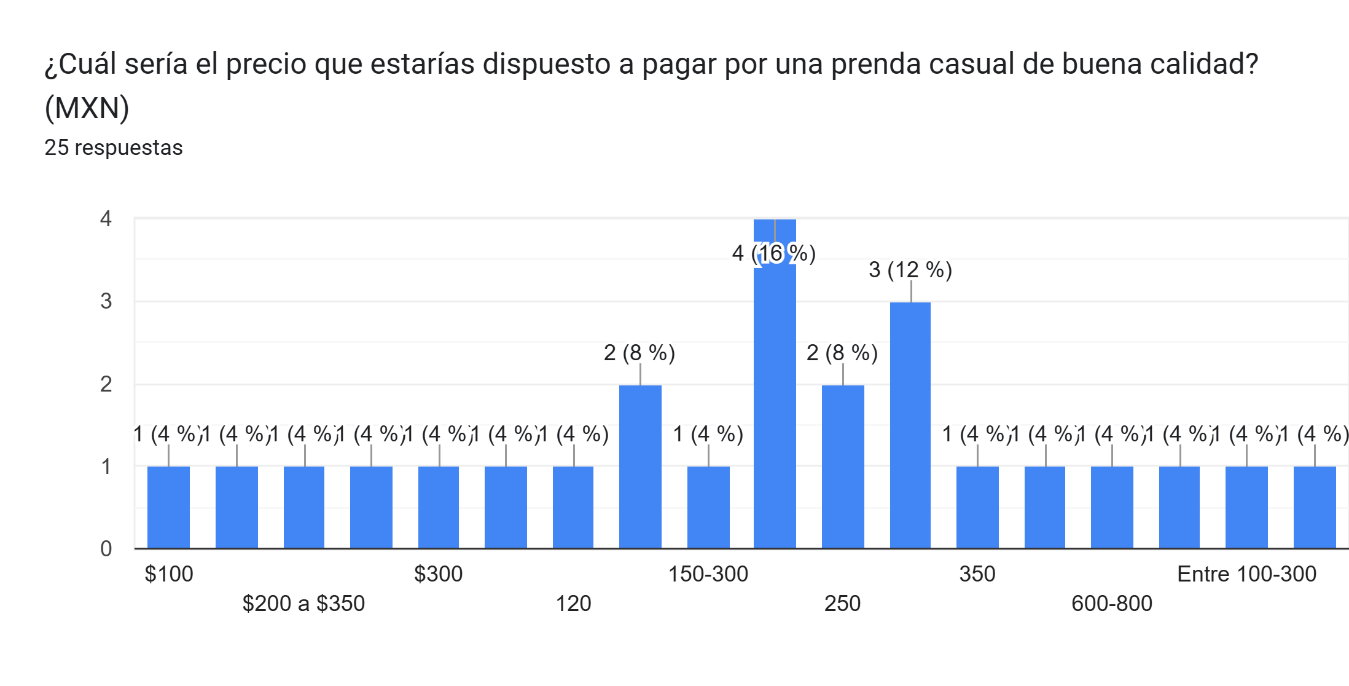 ¿Cuál sería el precio que estarías dispuesto a pagar por una prenda casual de buena calidad?
(MXN)
25 respuestas
4
3
2
1
0
1 (4 %)
1 (4 %)
1 (4 %)
1 (4 %)
1 (4 %)
1 (4 %)
1 (4 %)
2 (8 %)
1 (4 %)
4 (16 %)
2 (8 %)
3 (12 %)
1 (4 %)
1 (4 %)
1 (4 %)
1 (4 %)
1 (4 %)
1 (4 %)
$100
$200 a $350
$300
120
150-300
250
350
600-800
Entre 100-300